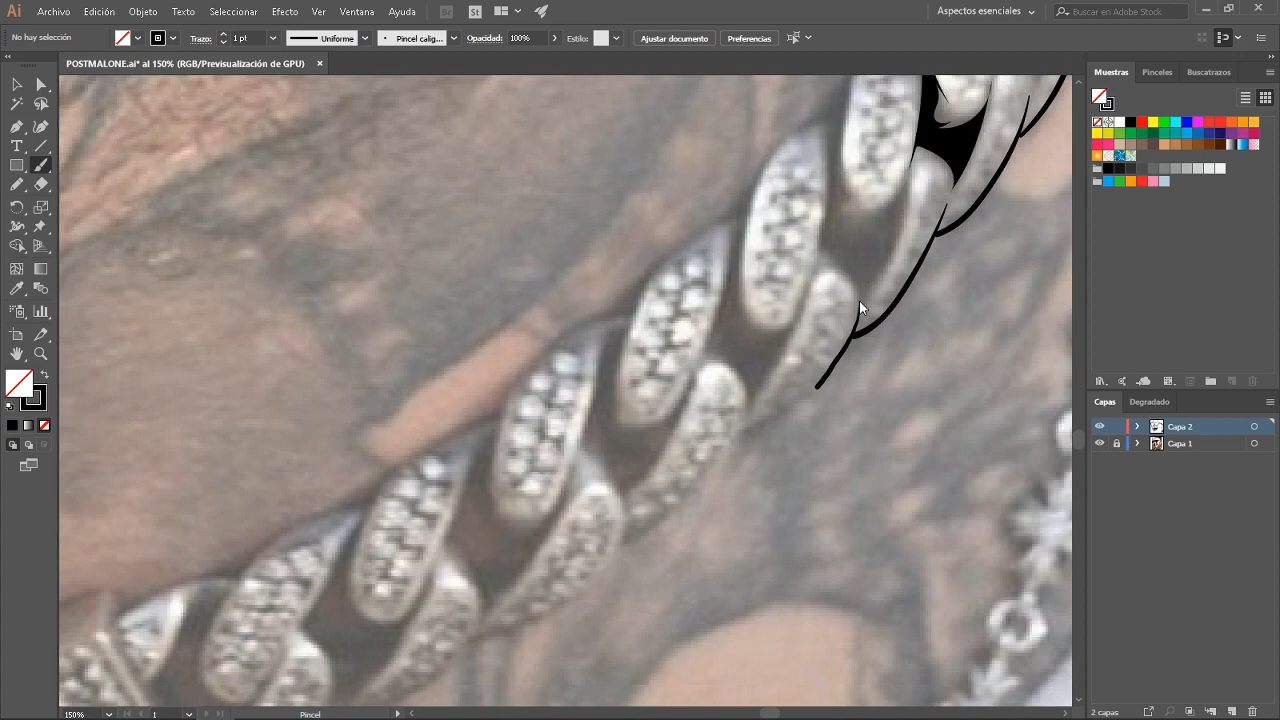 Ai Archivo Edición Objeto Texto Seleccionar Efecto Ver Ventana Ayuda Br St Aspectos esenciales Buscar en Adobe Stock
No hay selección Trazo: 1 pt Uniforme Pincel calig... Opacidad: 100% Estilo: Ajustar documento Preferencias
POSTMALONE.ai* al 150% (RGB/Previsualización de GPU)
Muestras Pinceles Buscatrazos
Capas Degradado
Capa 2
Capa 1
150% 1 Pincel 2 capas